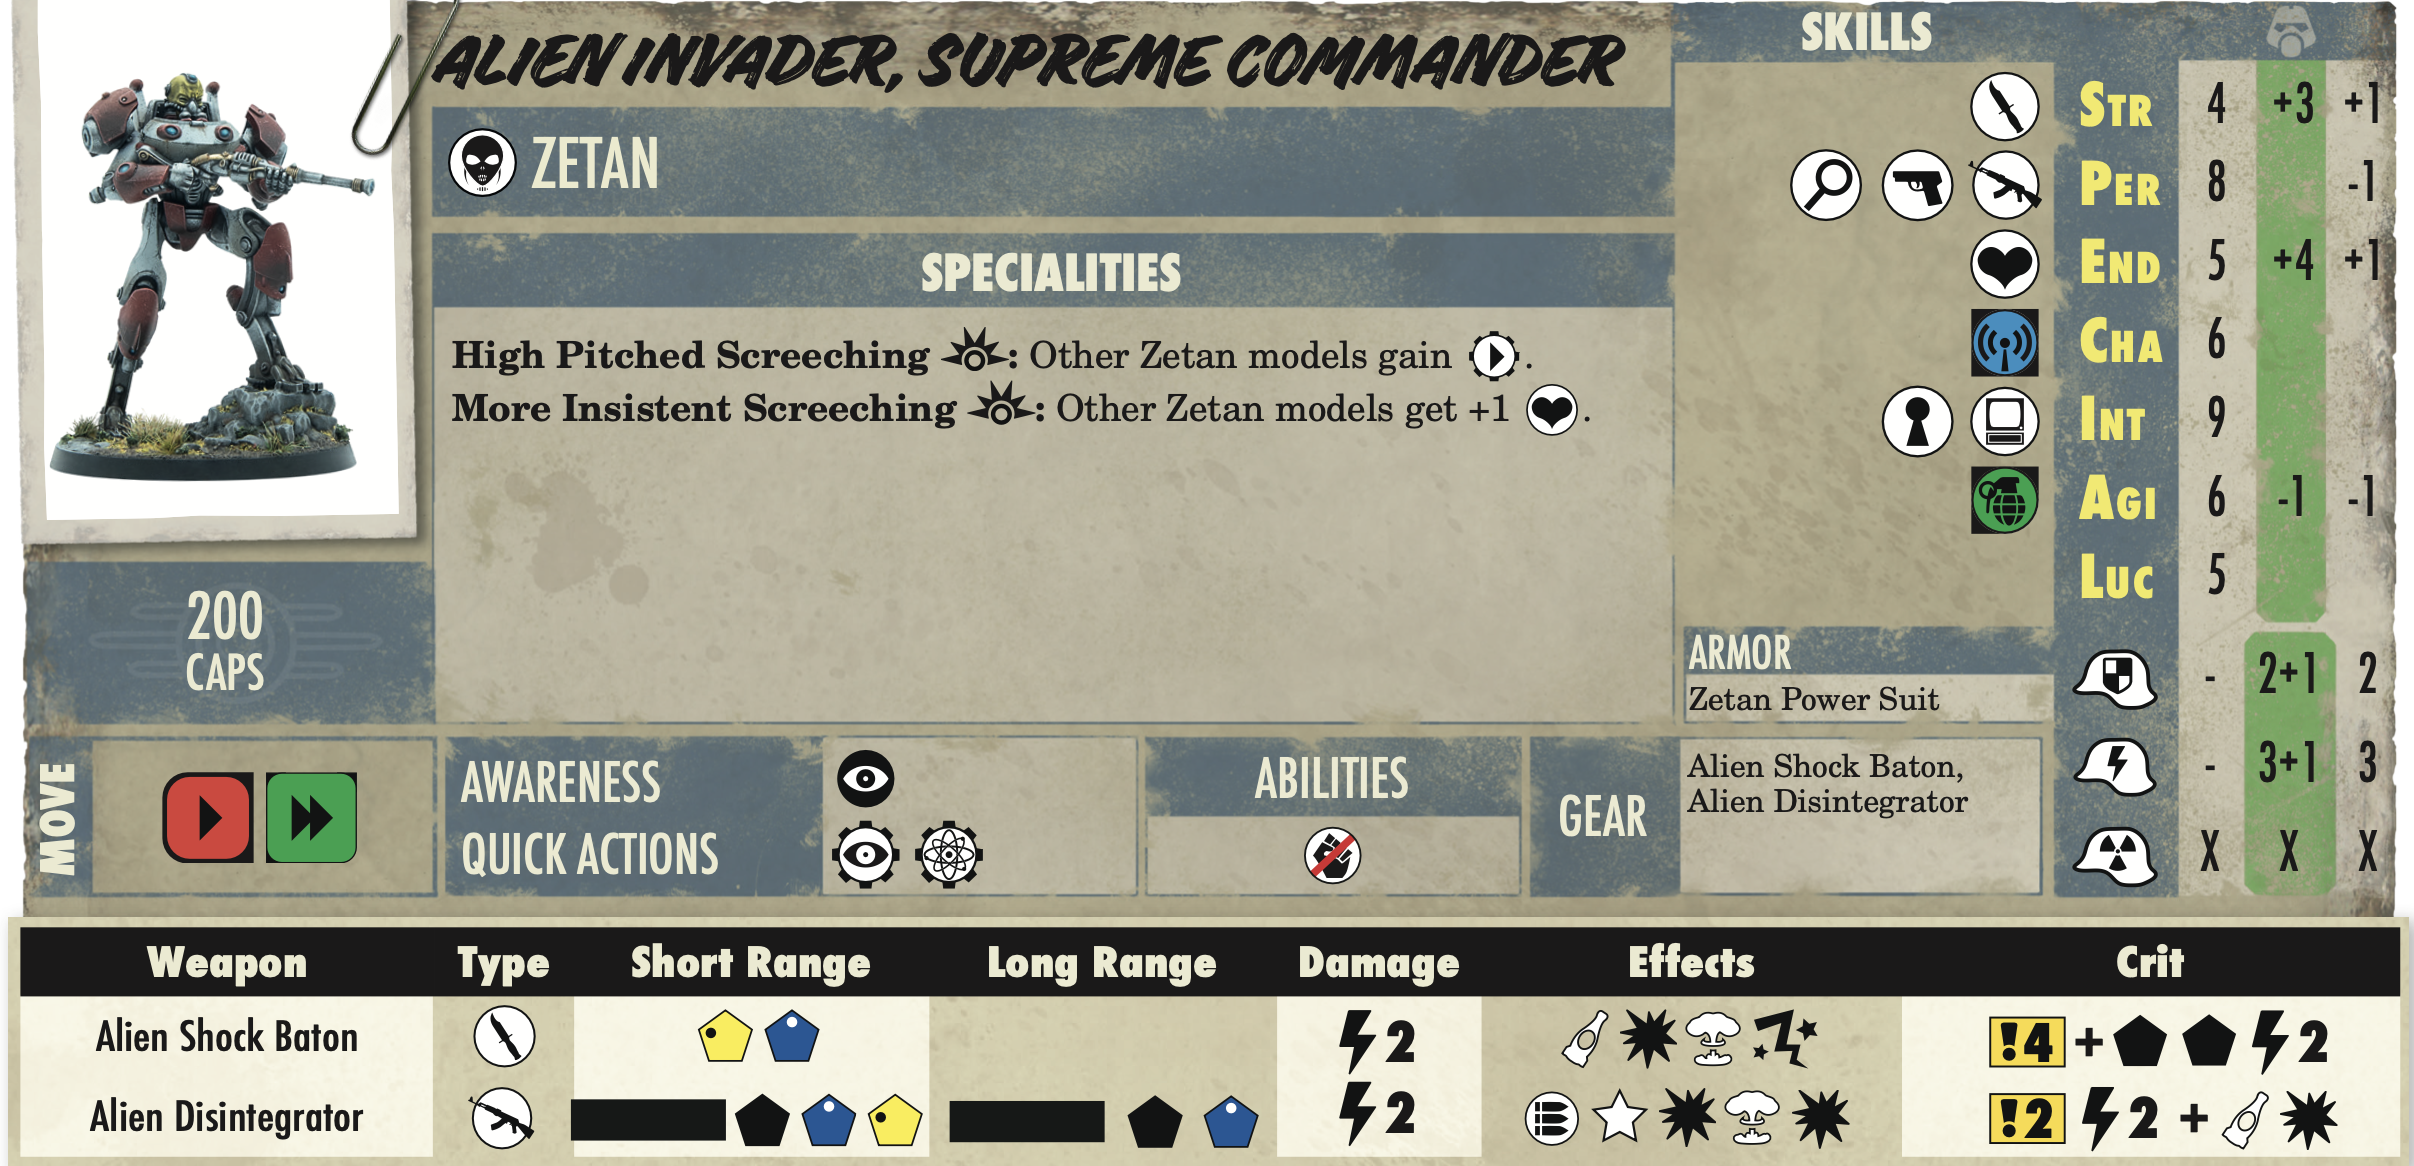 ALIEN INVADER, SUPREME COMMANDER
ZETAN
SPECIALITIES
High Pitched Screeching : Other Zetan models gain .
More Insistent Screeching : Other Zetan models get +1 .
200
CAPS
SKILLS
STR 4 +3 +1
PER 8 -1
END 5 +4 +1
CHA 6
INT 9
AGI 6 -1 -1
LUC 5
ARMOR
Zetan Power Suit
- 2+1 2
- 3+1 3
X X X
MOVE
AWARENESS
QUICK ACTIONS
ABILITIES
GEAR
Alien Shock Baton,
Alien Disintegrator
Weapon Type Short Range Long Range Damage Effects Crit
Alien Shock Baton 2 !4 + 2
Alien Disintegrator 2 !2 2 +